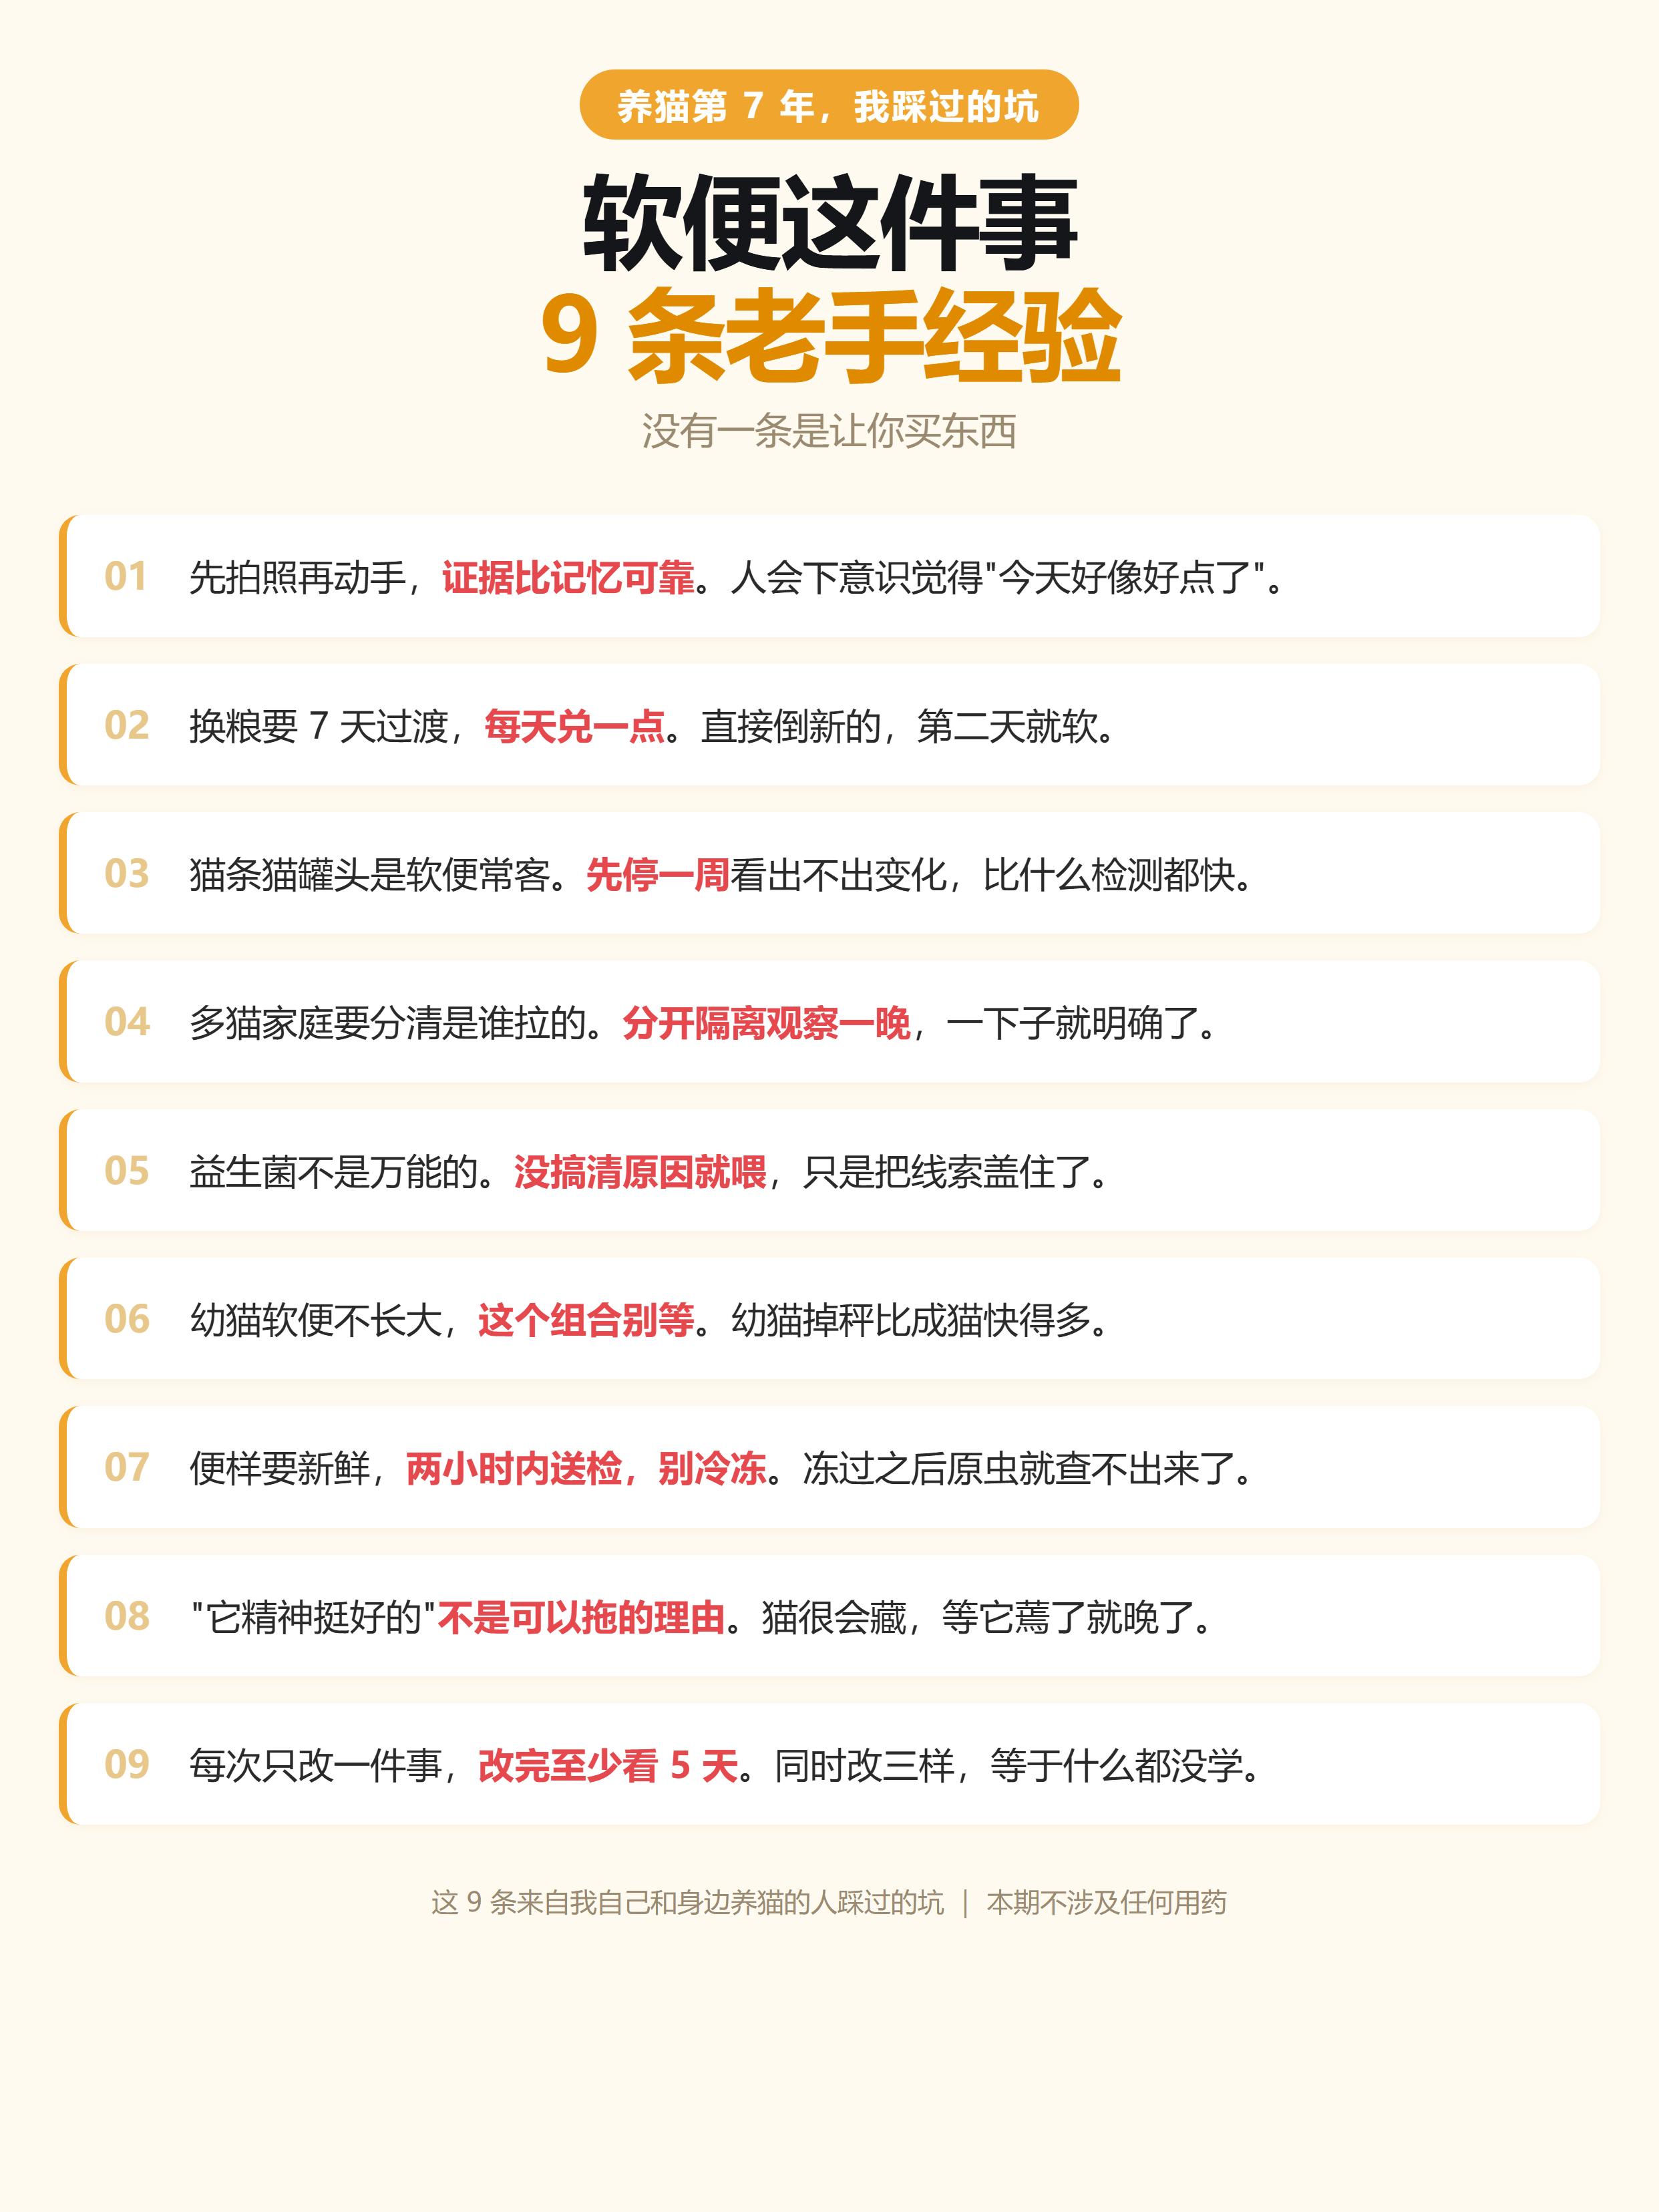 养猫第 7 年，我踩过的坑
软便这件事
9 条老手经验
没有一条是让你买东西
01 先拍照再动手，证据比记忆可靠。人会下意识觉得"今天好像好点了"。
02 换粮要 7 天过渡，每天兑一点。直接倒新的，第二天就软。
03 猫条猫罐头是软便常客。先停一周看出不出变化，比什么检测都快。
04 多猫家庭要分清是谁拉的。分开隔离观察一晚，一下子就明确了。
05 益生菌不是万能的。没搞清原因就喂，只是把线索盖住了。
06 幼猫软便不长大，这个组合别等。幼猫掉秤比成猫快得多。
07 便样要新鲜，两小时内送检，别冷冻。冻过之后原虫就查不出来了。
08 "它精神挺好的"不是可以拖的理由。猫很会藏，等它蔫了就晚了。
09 每次只改一件事，改完至少看 5 天。同时改三样，等于什么都没学。
这 9 条来自我自己和身边养猫的人踩过的坑 ｜ 本期不涉及任何用药